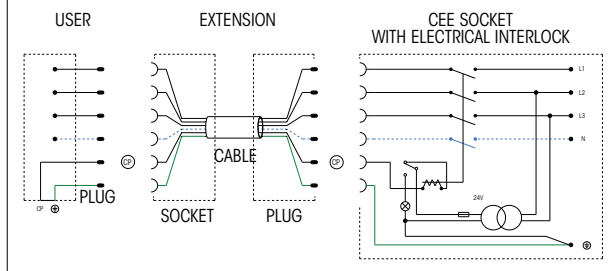 USER
EXTENSION
CEE SOCKET
WITH ELECTRICAL INTERLOCK
L1
L2
L3
N
CP
CP
CABLE
PLUG
24V
CP
SOCKET
PLUG